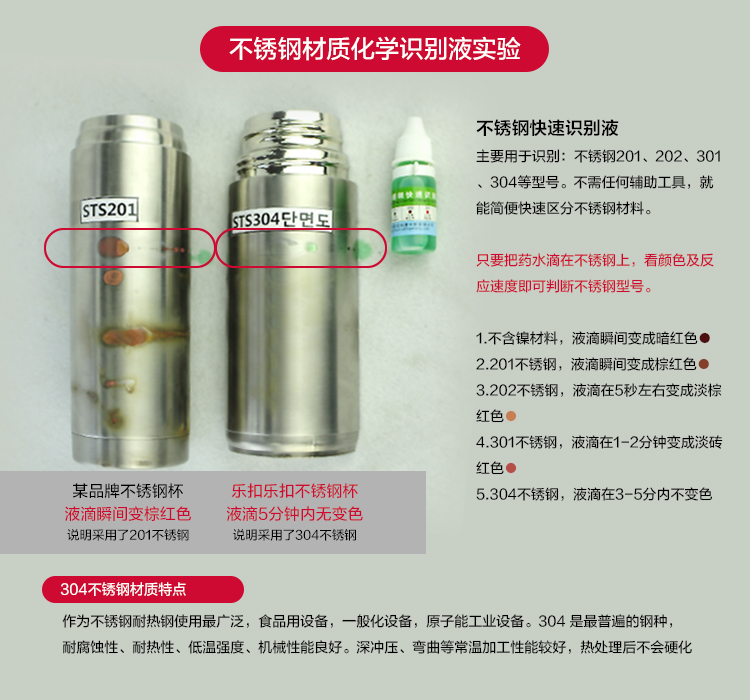 不锈钢材质化学识别液实验
STS201
STS304단면도
不锈钢快速识别液
主要用于识别：不锈钢201、202、301
、304等型号。不需任何辅助工具，就
能简便快速区分不锈钢材料。
只要把药水滴在不锈钢上，看颜色及反
应速度即可判断不锈钢型号。
1.不含镍材料，液滴瞬间变成暗红色
2.201不锈钢，液滴瞬间变成棕红色
3.202不锈钢，液滴在5秒左右变成淡棕
红色
4.301不锈钢，液滴在1-2分钟变成淡砖
红色
5.304不锈钢，液滴在3-5分内不变色
某品牌不锈钢杯
液滴瞬间变棕红色
说明采用了201不锈钢
乐扣乐扣不锈钢杯
液滴5分钟内无变色
说明采用了304不锈钢
304不锈钢材质特点
作为不锈钢耐热钢使用最广泛，食品用设备，一般化设备，原子能工业设备。304 是最普遍的钢种，
耐腐蚀性、耐热性、低温强度、机械性能良好。深冲压、弯曲等常温加工性能较好，热处理后不会硬化